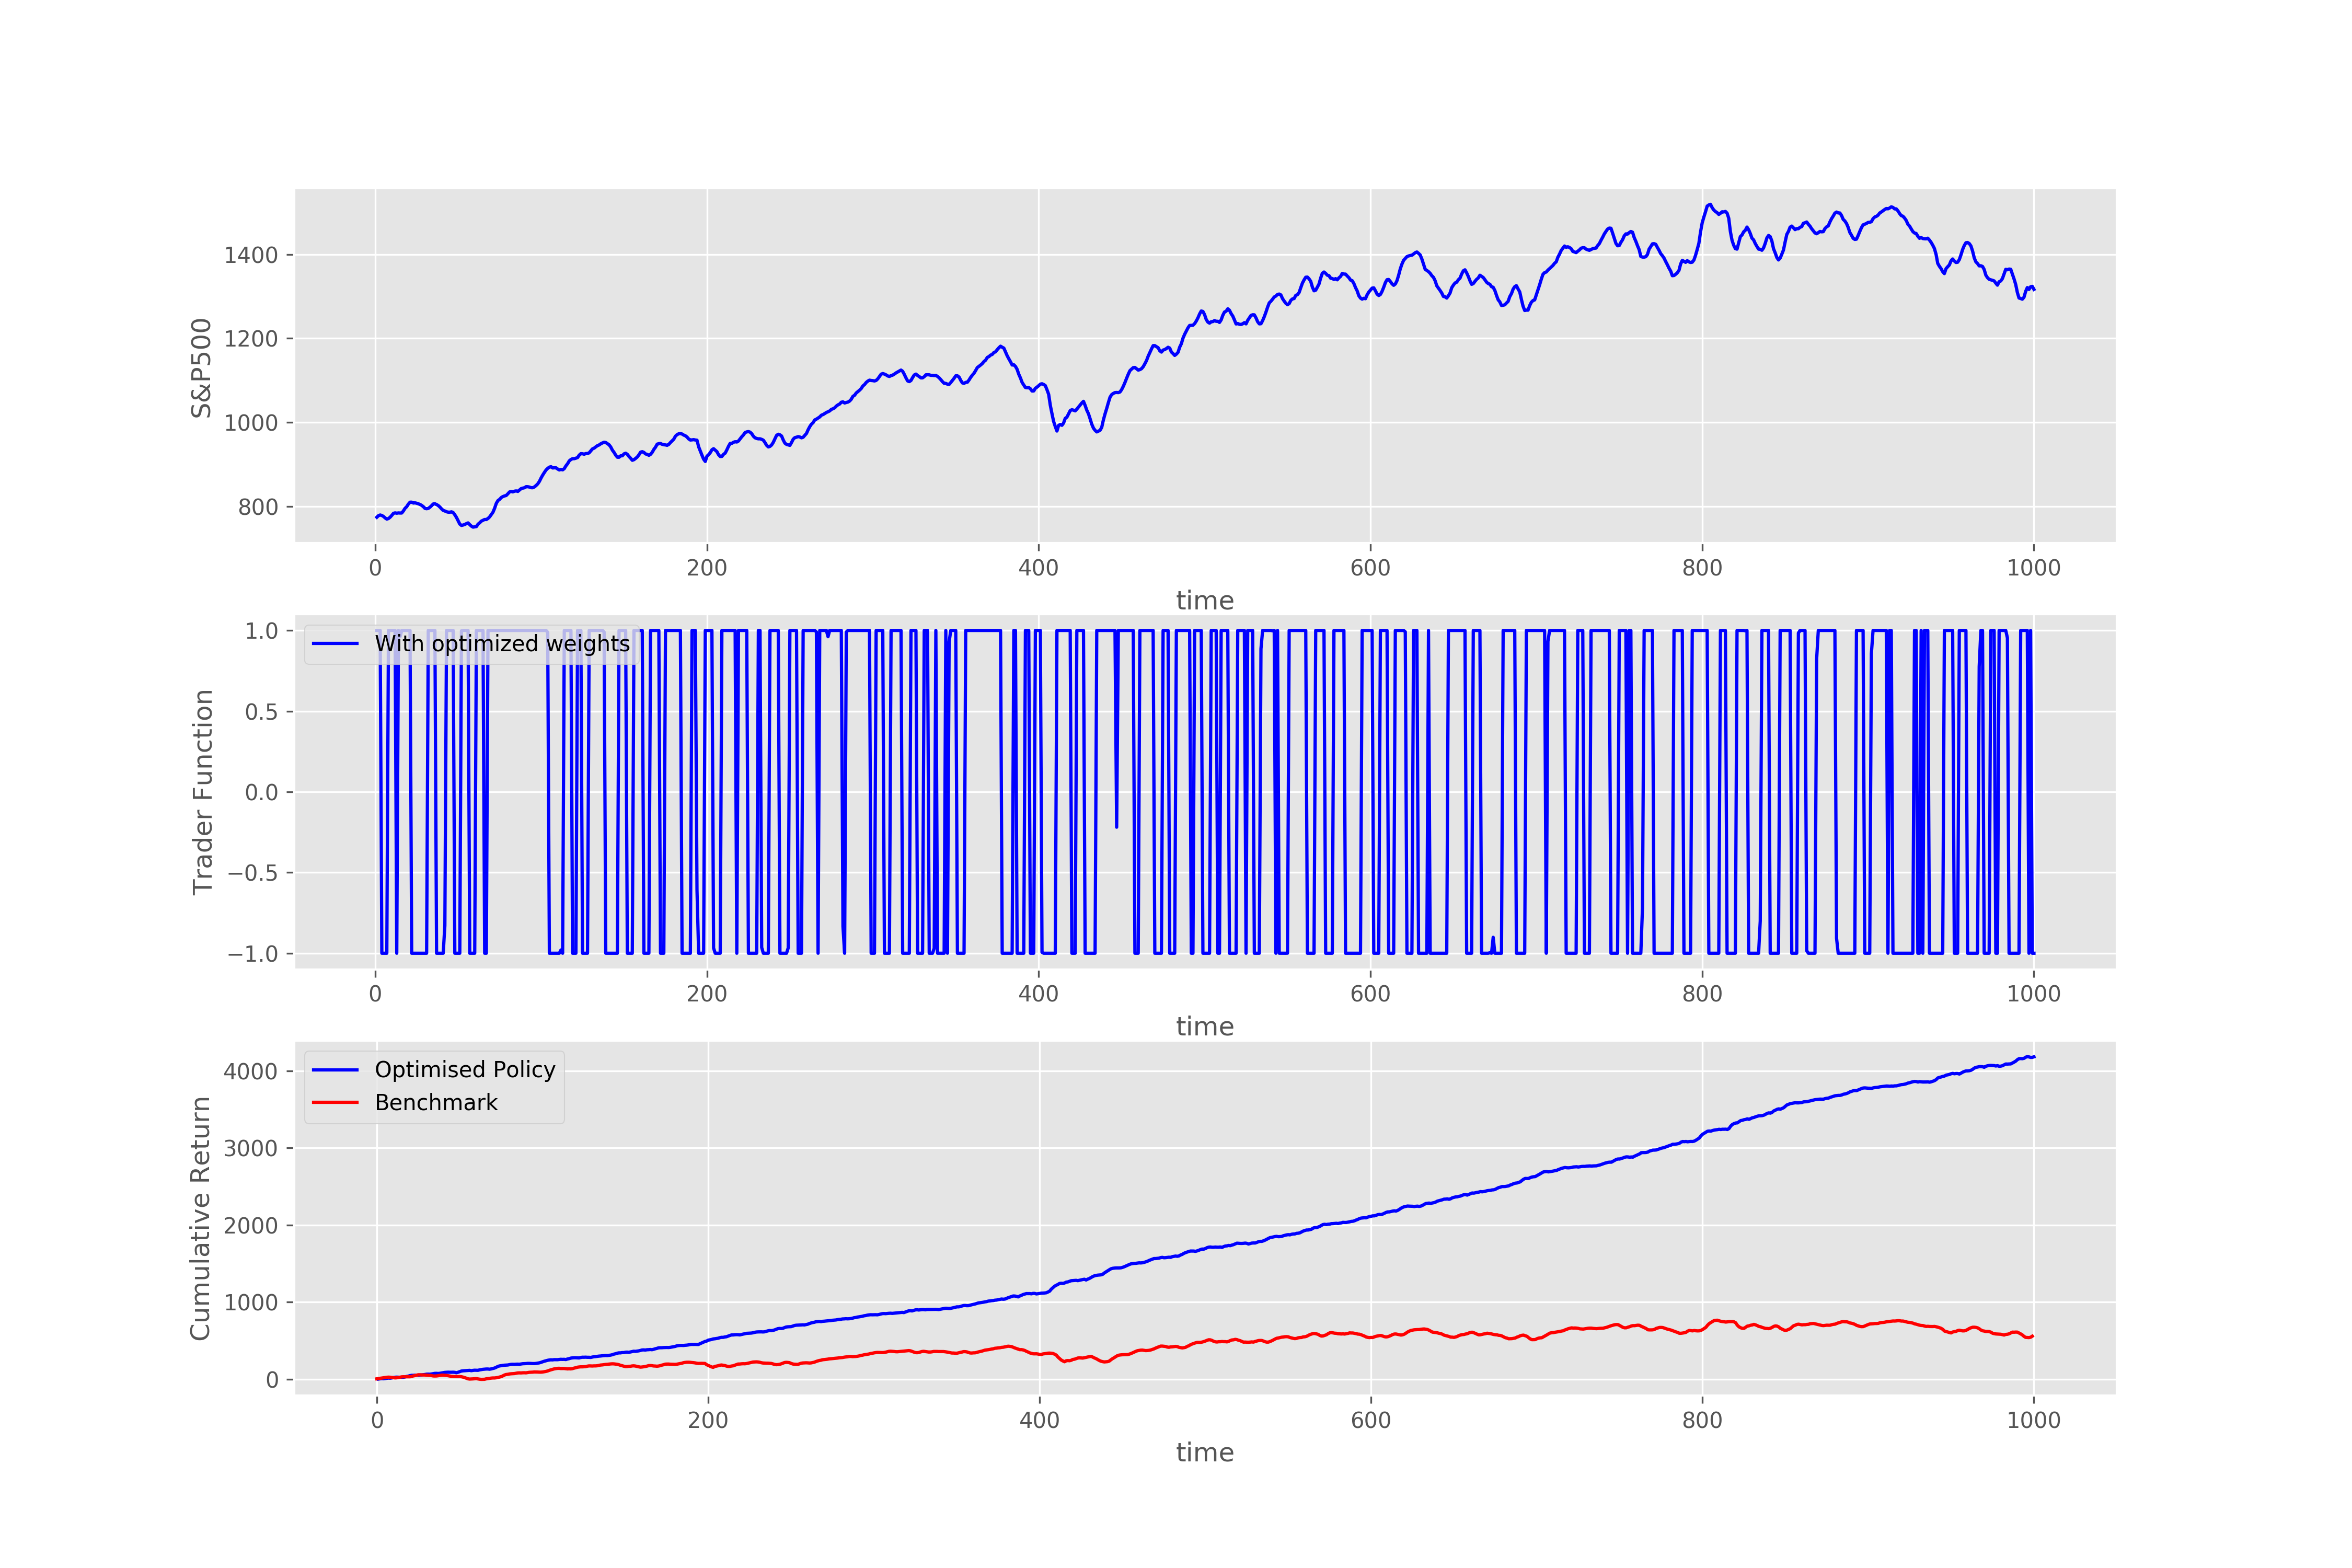 1400
1200
1000
800
S&P500
0 200 400 600 800 1000
time
With optimized weights
1.0
0.5
0.0
−0.5
−1.0
Trader Function
0 200 400 600 800 1000
time
Optimised Policy
Benchmark
4000
3000
2000
1000
0
Cumulative Return
0 200 400 600 800 1000
time